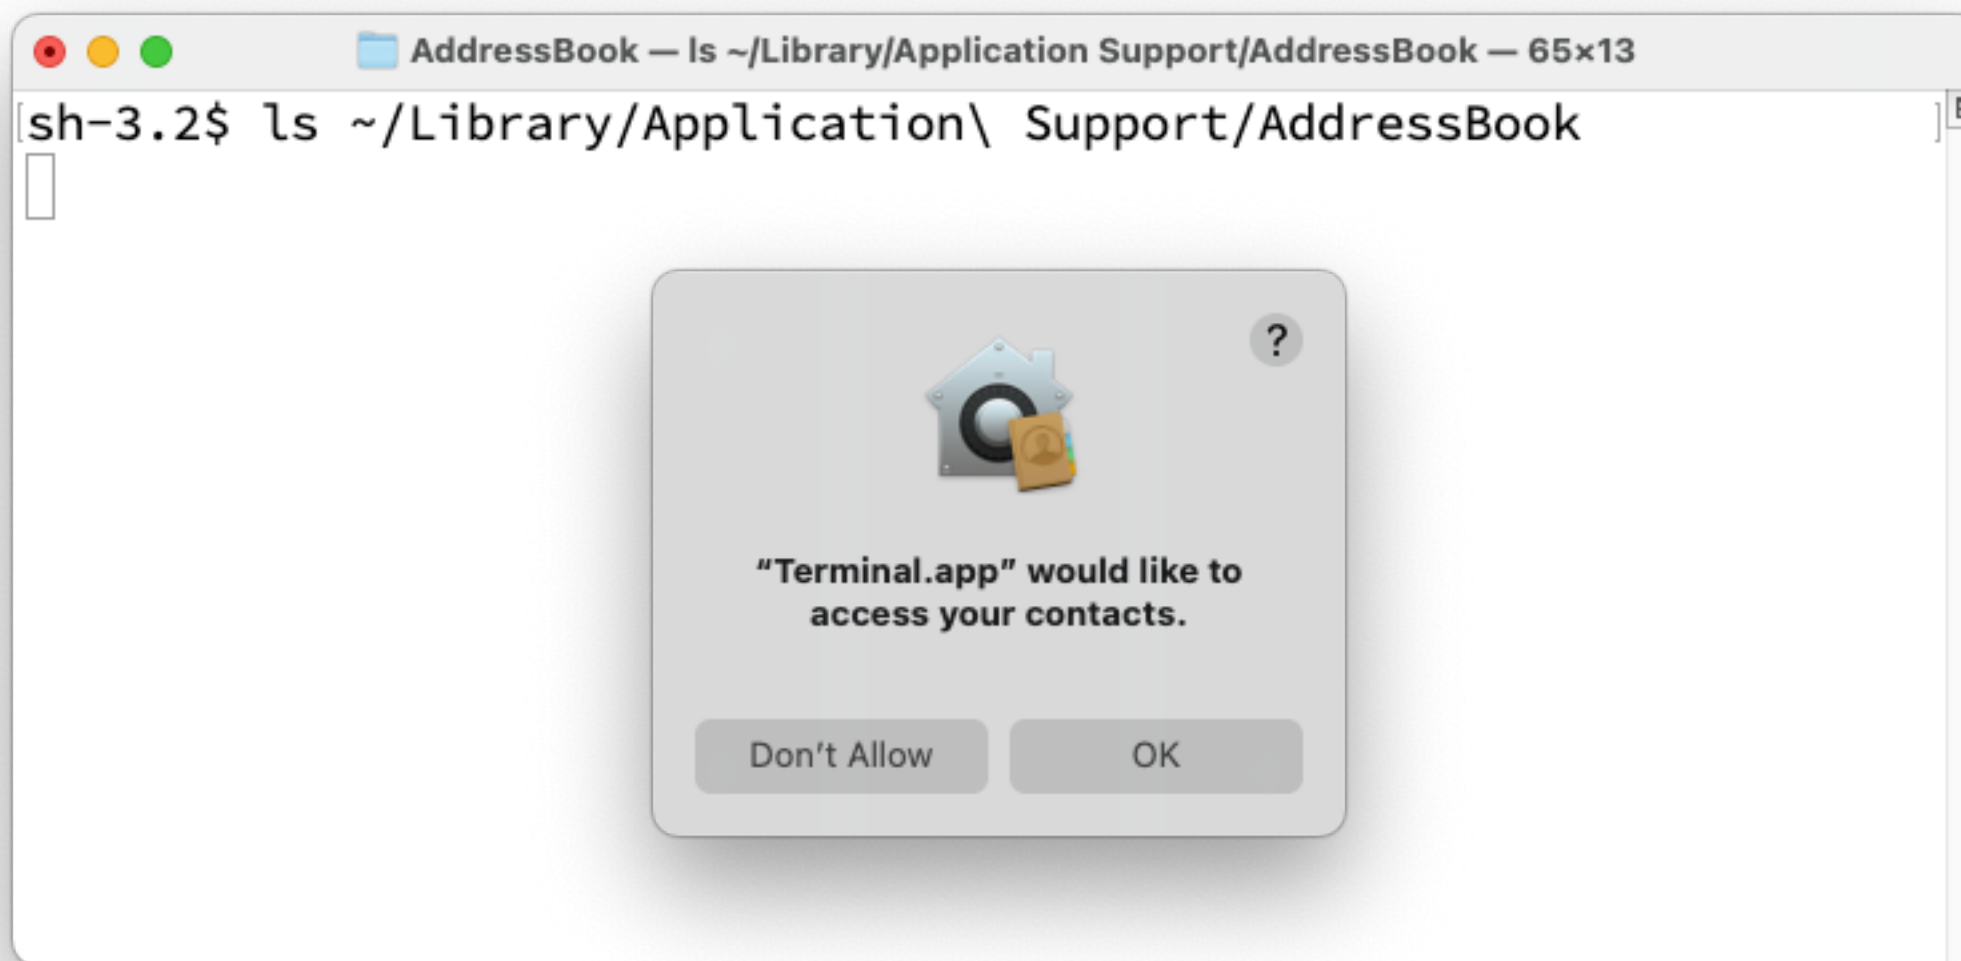 AddressBook — ls ~/Library/Application Support/AddressBook — 65×13
[sh-3.2$ ls ~/Library/Application\ Support/AddressBook ]
?
“Terminal.app” would like to
access your contacts.
Don’t Allow
OK